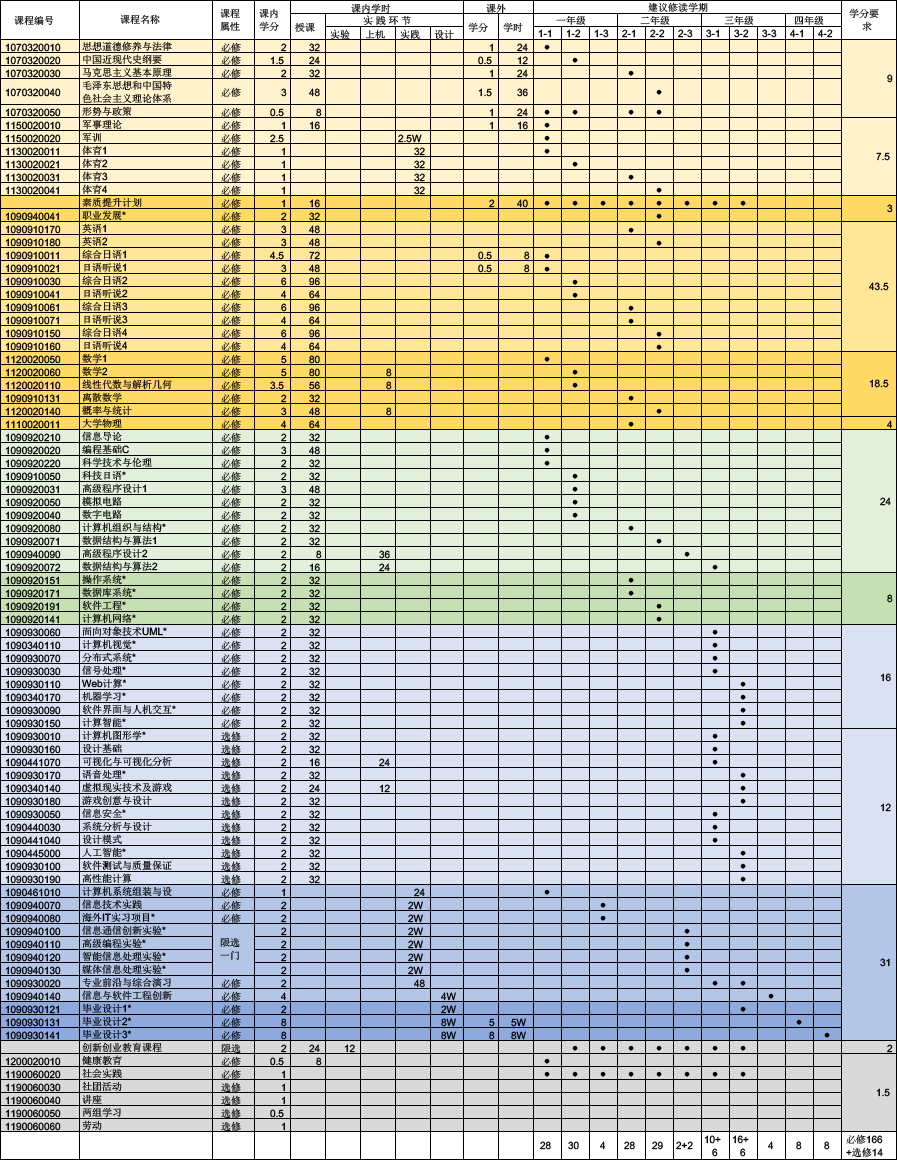 课程编号 课程名称 课程属性 课内学分 课内学时 课外 建议修读学期 学分要求
授课 实践环节 学分 学时 一年级 二年级 三年级 四年级
实验 上机 实践 设计 1-1 1-2 1-3 2-1 2-2 2-3 3-1 3-2 3-3 4-1 4-2
1070320010 思想道德修养与法律 必修 2 32 1 24 ●
1070320020 中国近现代史纲要 必修 1.5 24 0.5 12 ●
1070320030 马克思主义基本原理 必修 2 32 1 24 ● 9
1070320040 毛泽东思想和中国特色社会主义理论体系 必修 3 48 1.5 36 ●
1070320050 形势与政策 必修 0.5 8 1 24 ● ● ● ●
1150020010 军事理论 必修 1 16 1 16 ●
1150020020 军训 必修 2.5 2.5W ●
1130020011 体育1 必修 1 32 ● 7.5
1130020021 体育2 必修 1 32 ●
1130020031 体育3 必修 1 32 ●
1130020041 体育4 必修 1 32 ●
素质提升计划 必修 1 16 2 40 ● ● ● ● ● ● ● ● 3
1090940041 职业发展* 必修 2 32 ●
1090910170 英语1 必修 3 48 ●
1090910180 英语2 必修 3 48 ●
1090910011 综合日语1 必修 4.5 72 0.5 8 ●
1090910021 日语听说1 必修 3 48 0.5 8 ●
1090910030 综合日语2 必修 6 96 ● 43.5
1090910041 日语听说2 必修 4 64 ●
1090910061 综合日语3 必修 6 96 ●
1090910071 日语听说3 必修 4 64 ●
1090910150 综合日语4 必修 6 96 ●
1090910160 日语听说4 必修 4 64 ●
1120020050 数学1 必修 5 80 ●
1120020060 数学2 必修 5 80 8 ●
1120020110 线性代数与解析几何 必修 3.5 56 8 ● 18.5
1090910131 离散数学 必修 2 32 ●
1120020140 概率与统计 必修 3 48 8 ●
1110020011 大学物理 必修 4 64 ● 4
1090920210 信息导论 必修 2 32 ●
1090920020 编程基础C 必修 3 48 ●
1090920220 科学技术与伦理 必修 2 32 ●
1090910050 科技日语* 必修 2 32 ●
1090920031 高级程序设计1 必修 3 48 ●
1090920050 模拟电路 必修 2 32 ● 24
1090920040 数字电路 必修 2 32 ●
1090920080 计算机组织与结构* 必修 2 32 ●
1090920071 数据结构与算法1 必修 2 32 ●
1090940090 高级程序设计2 必修 2 8 36 ●
1090920072 数据结构与算法2 必修 2 16 24 ●
1090920151 操作系统* 必修 2 32 ●
1090920171 数据库系统* 必修 2 32 ● 8
1090920191 软件工程* 必修 2 32 ●
1090920141 计算机网络* 必修 2 32 ●
1090930060 面向对象技术UML* 必修 2 32 ●
1090340110 计算机视觉* 必修 2 32 ●
1090930070 分布式系统* 必修 2 32 ●
1090930030 信号处理* 必修 2 32 ● 16
1090930110 Web计算* 必修 2 32 ●
1090340170 机器学习* 必修 2 32 ●
1090930090 软件界面与人机交互* 必修 2 32 ●
1090930150 计算智能* 必修 2 32 ●
1090930010 计算机图形学* 选修 2 32 ●
1090930160 设计基础 选修 2 32 ●
1090441070 可视化与可视化分析 选修 2 16 24 ●
1090930170 语音处理* 选修 2 32 ●
1090340140 虚拟现实技术及游戏 选修 2 24 12 ●
1090930180 游戏创意与设计 选修 2 32 ● 12
1090930050 信息安全* 选修 2 32 ●
1090440030 系统分析与设计 选修 2 32 ●
1090441040 设计模式 选修 2 32 ●
1090445000 人工智能* 选修 2 32 ●
1090930100 软件测试与质量保证 选修 2 32 ●
1090930190 高性能计算 选修 2 32 ●
1090461010 计算机系统组装与设 必修 1 24 ●
1090940070 信息技术实践 必修 2 2W ●
1090940080 海外IT实习项目* 必修 2 2W ●
1090940100 信息通信创新实验* 限选一门 2 2W ●
1090940110 高级编程实验* 2 2W ●
1090940120 智能信息处理实验* 2 2W ● 31
1090940130 媒体信息处理实验* 2 2W ●
1090930020 专业前沿与综合演习 必修 2 48 ● ●
1090940140 信息与软件工程创新 必修 4 4W ●
1090930121 毕业设计1* 必修 2 2W ●
1090930131 毕业设计2* 必修 8 8W 5 5W ●
1090930141 毕业设计3* 必修 8 8W 8 8W ●
创新创业教育课程 限选 2 24 12 ● ● ● ● ● ● ● 2
1200020010 健康教育 必修 0.5 8 ●
1190060020 社会实践 必修 1 ● ● ● ● ● ● ● ●
1190060030 社团活动 选修 1 1.5
1190060040 讲座 选修 1
1190060050 两组学习 选修 0.5
1190060060 劳动 选修 1
28 30 4 28 29 2+2 10+6 16+6 4 8 8 必修166+选修14